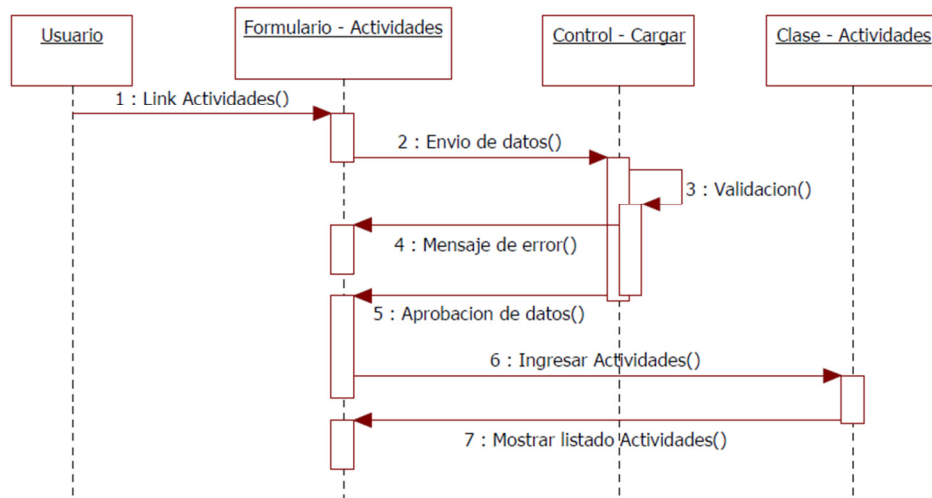 Usuario
Formulario - Actividades
Control - Cargar
Clase - Actividades
1 : Link Actividades()
2 : Envio de datos()
3 : Validacion()
4 : Mensaje de error()
5 : Aprobacion de datos()
6 : Ingresar Actividades()
7 : Mostrar listado Actividades()